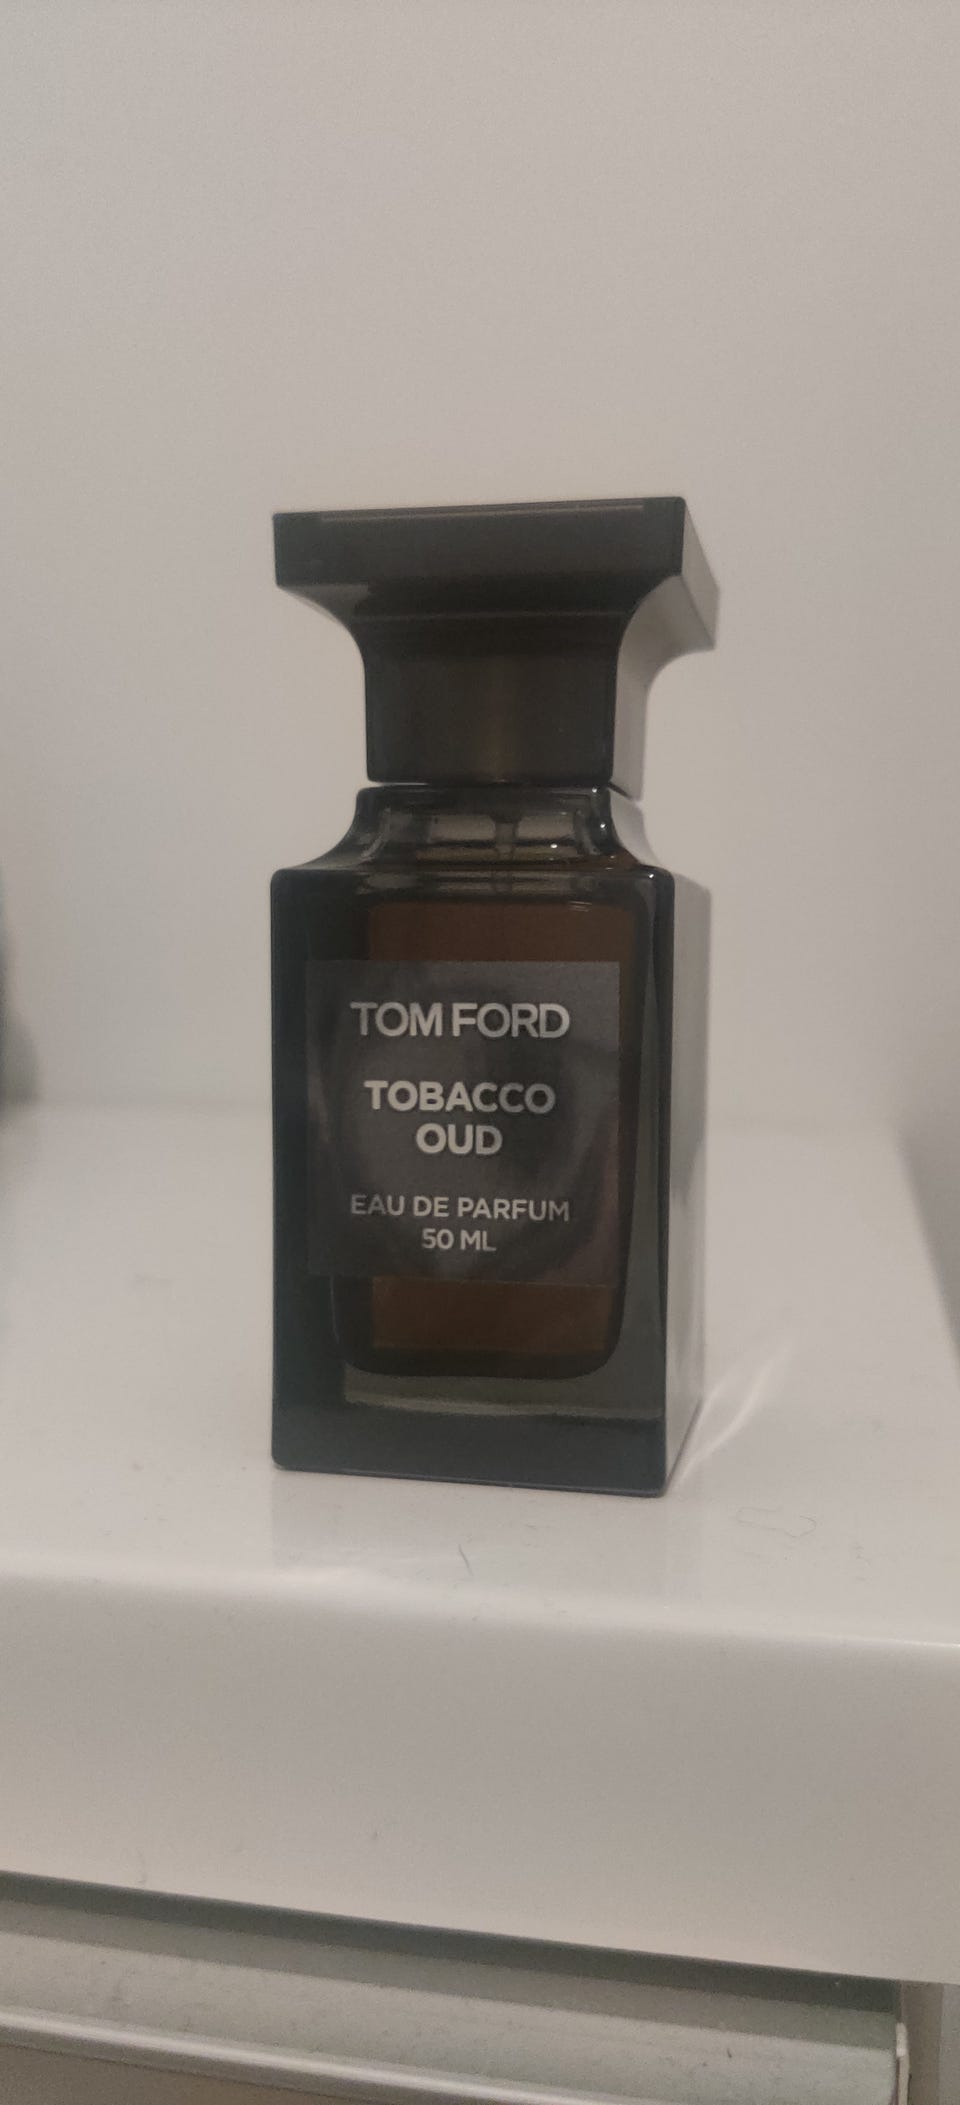 TOM FORD
TOBACCO
OUD
EAU DE PARFUM
50 ML